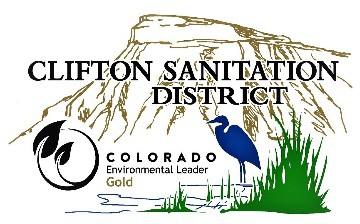 CLIFTON SANITATION
DISTRICT
COLORADO
Environmental Leader
Gold